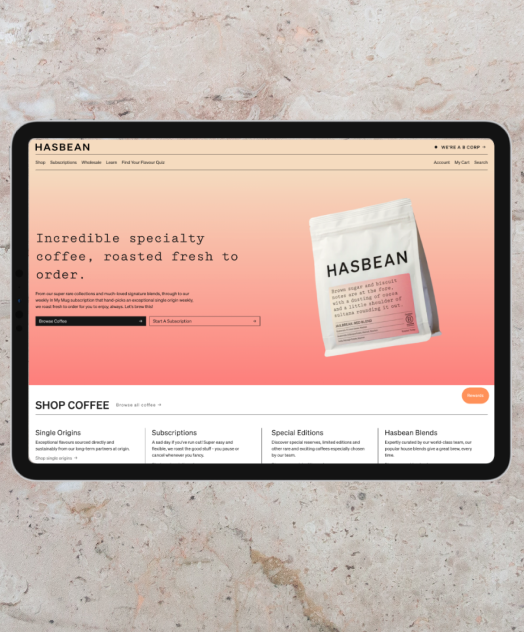 HASBEAN
WE'RE A B CORP →
Shop Subscriptions Wholesale Learn Find Your Flavour Quiz
Account My Cart Search
Incredible specialty
coffee, roasted fresh to
order.
From our super rare collections and much-loved signature blends, through to our
weekly In My Mug subscription that hand-picks an exceptional single origin weekly,
we roast fresh for you to enjoy, always. Let's brew this!
Browse Coffee →
Start A Subscription →
HASBEAN
Brown sugar and biscuit
notes are at the fore,
with a dusting of cocoa
and a little shoulder of
sultana rounding it out.
Rewards
SHOP COFFEE
Browse all coffee →
Single Origins
Exceptional flavours sourced directly and
sustainably from our long-term partners at origin.
Shop single origins →
Subscriptions
A sad day if you've run out! Super easy and
flexible, we need the good stuff - you pause or
cancel whenever you fancy.
Special Editions
Discover special reserves, limited editions and
other rare and exciting coffees especially chosen
by our team.
Hasbean Blends
Expertly curated by our world-class team, our
popular house blends give a great brew, every
time.